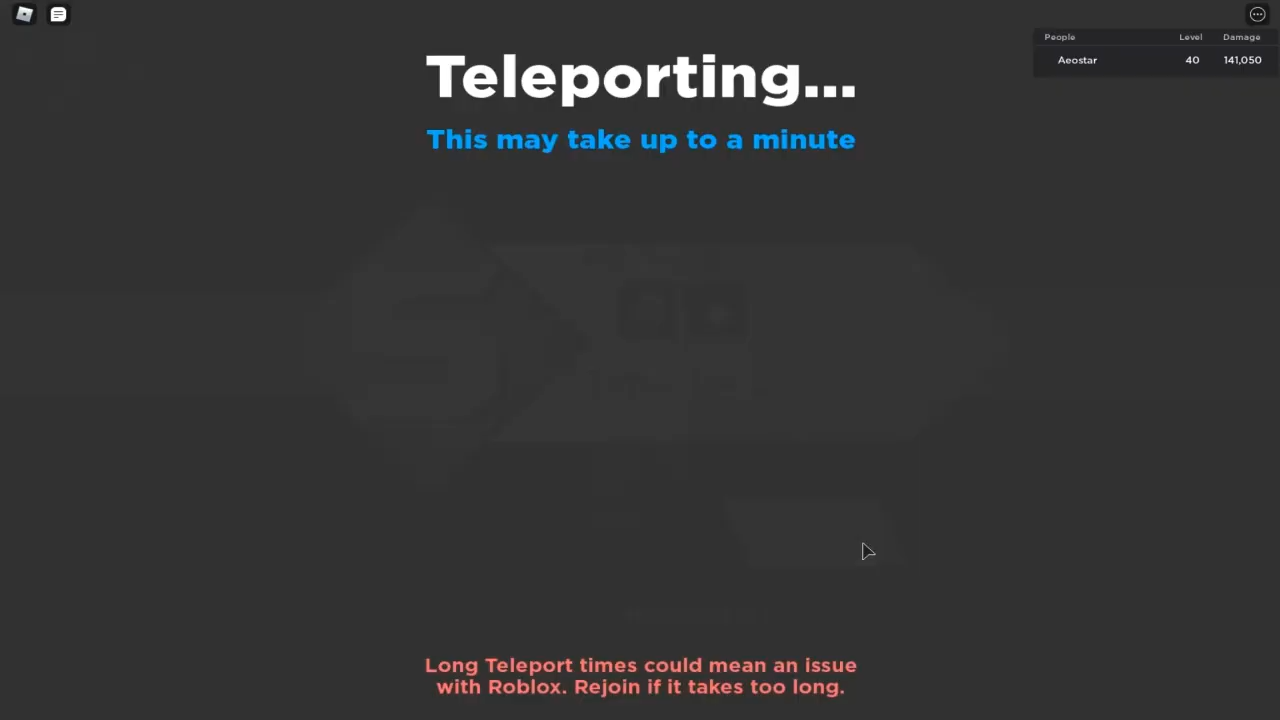 Teleporting...
This may take up to a minute
People Level Damage
Aeostar 40 141,050
Long Teleport times could mean an issue
with Roblox. Rejoin if it takes too long.